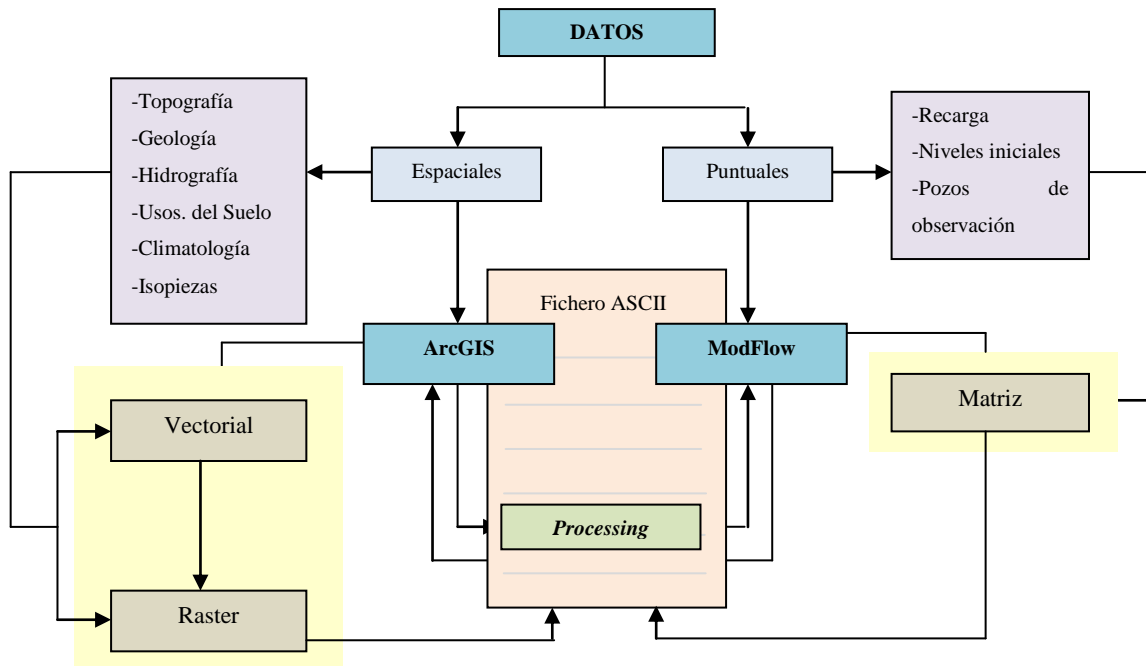 DATOS
-Topografía
-Geología
-Hidrografía
-Usos. del Suelo
-Climatología
-Isopiezas
Espaciales
Puntuales
-Recarga
-Niveles iniciales
-Pozos de
observación
Fichero ASCII
ArcGIS
ModFlow
Vectorial
Matriz
Processing
Raster